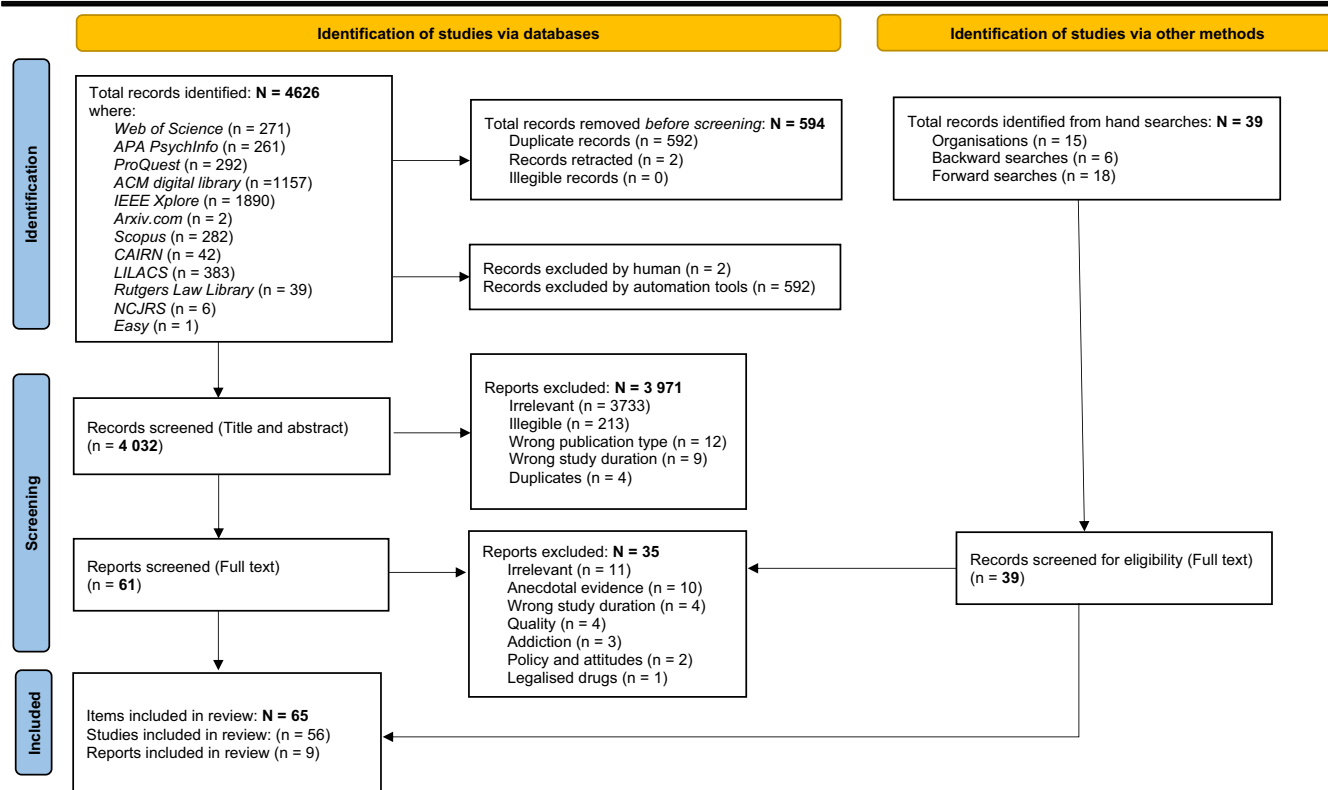 Identification of studies via databases
Identification of studies via other methods
Identification
Total records identified: N = 4626
where:
Web of Science (n = 271)
APA PsychInfo (n = 261)
ProQuest (n = 292)
ACM digital library (n =1157)
IEEE Xplore (n = 1890)
Arxiv.com (n = 2)
Scopus (n = 282)
CAIRN (n = 42)
LILACS (n = 383)
Rutgers Law Library (n = 39)
NCJRS (n = 6)
Easy (n = 1)
Total records removed before screening: N = 594
Duplicate records (n = 592)
Records retracted (n = 2)
Illegible records (n = 0)
Records excluded by human (n = 2)
Records excluded by automation tools (n = 592)
Total records identified from hand searches: N = 39
Organisations (n = 15)
Backward searches (n = 6)
Forward searches (n = 18)
Screening
Records screened (Title and abstract)
(n = 4 032)
Reports excluded: N = 3 971
Irrelevant (n = 3733)
Illegible (n = 213)
Wrong publication type (n = 12)
Wrong study duration (n = 9)
Duplicates (n = 4)
Reports screened (Full text)
(n = 61)
Reports excluded: N = 35
Irrelevant (n = 11)
Anecdotal evidence (n = 10)
Wrong study duration (n = 4)
Quality (n = 4)
Addiction (n = 3)
Policy and attitudes (n = 2)
Legalised drugs (n = 1)
Records screened for eligibility (Full text)
(n = 39)
Included
Items included in review: N = 65
Studies included in review: (n = 56)
Reports included in review (n = 9)